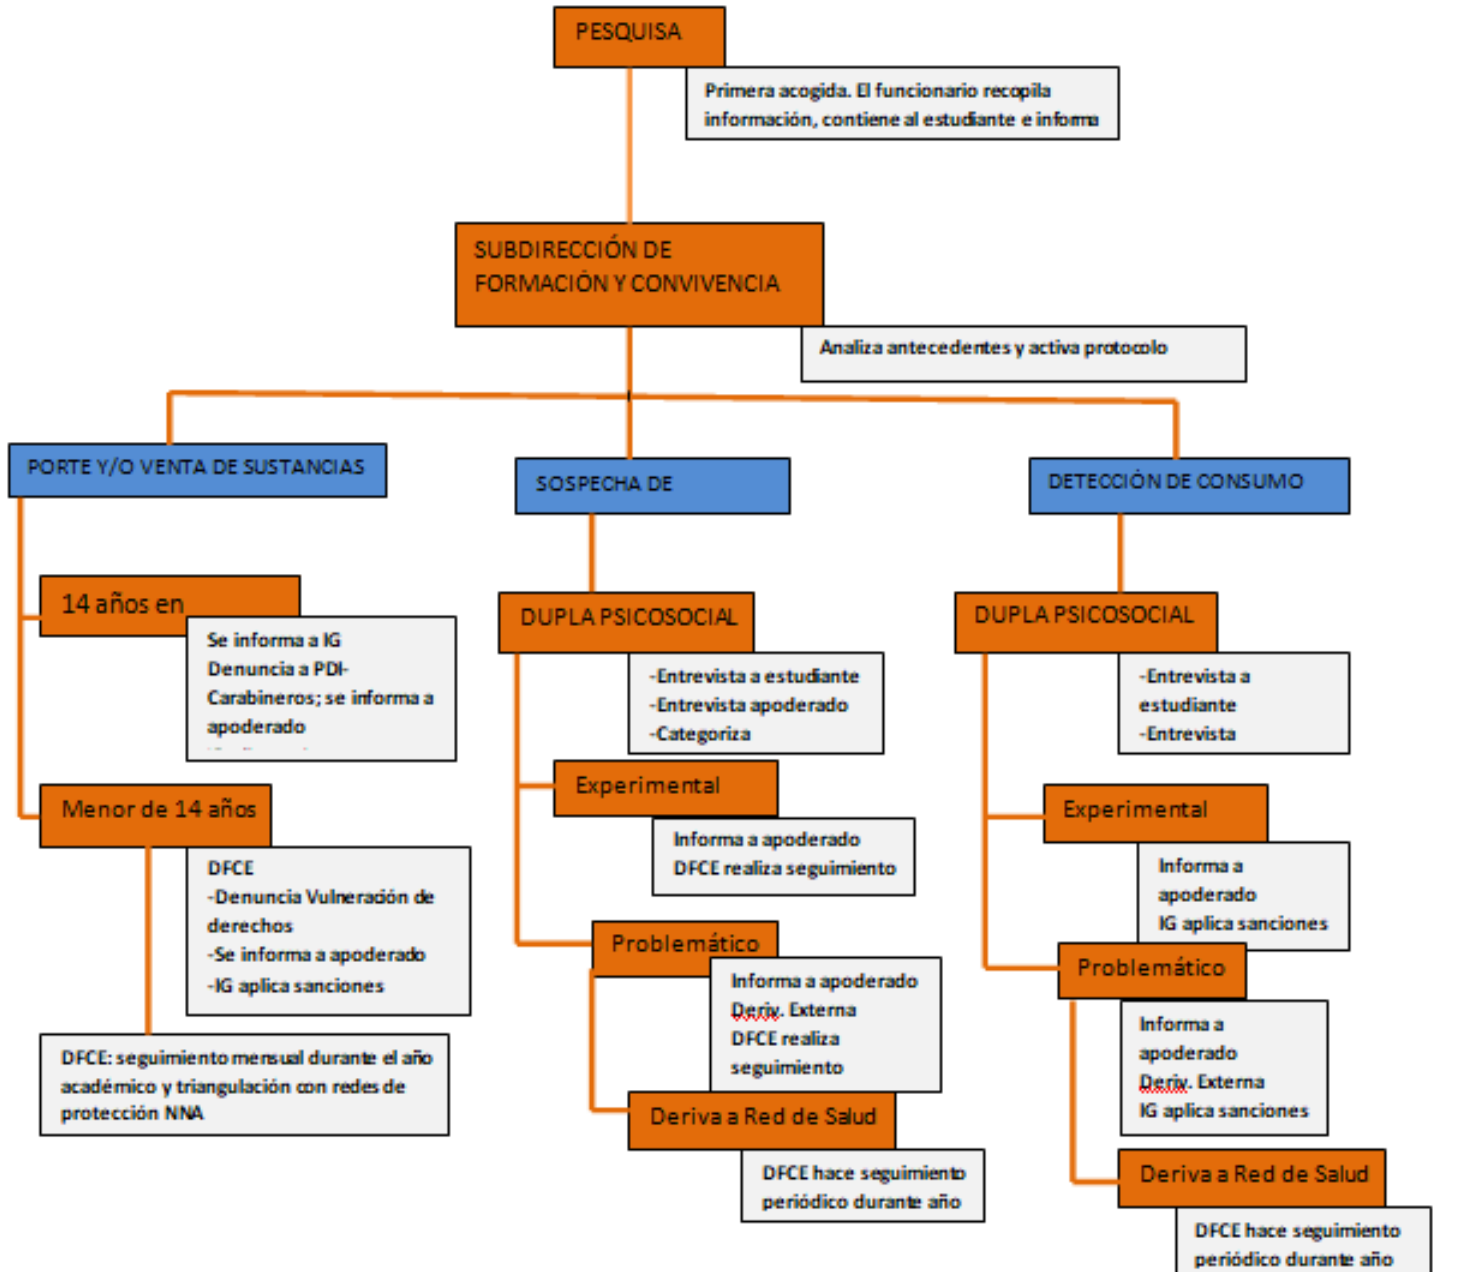 PESQUISA
Primera acogida. El funcionario recopila
información, contiene al estudiante e informa
SUBDIRECCIÓN DE
FORMACIÓN Y CONVIVENCIA
Analiza antecedentes y activa protocolo
PORTE Y/O VENTA DE SUSTANCIAS
14 años en
Se informa a IG
Denuncia a PDI-
Carabineros; se informa a
apoderado
Menor de 14 años
DFCE
-Denuncia Vulneración de
derechos
-Se informa a apoderado
-IG aplica sanciones
DFCE: seguimiento mensual durante el año
académico y triangulación con redes de
protección NNA
SOSPECHA DE
DUPLA PSICOSOCIAL
-Entrevista a estudiante
-Entrevista apoderado
-Categoriza
Experimental
Informa a apoderado
DFCE realiza seguimiento
Problemático
Informa a apoderado
Deriv. Externa
DFCE realiza
seguimiento
Deriva a Red de Salud
DFCE hace seguimiento
periódico durante año
DETECCIÓN DE CONSUMO
DUPLA PSICOSOCIAL
-Entrevista a
estudiante
-Entrevista
Experimental
Informa a
apoderado
IG aplica sanciones
Problemático
Informa a
apoderado
Deriv. Externa
IG aplica sanciones
Deriva a Red de Salud
DFCE hace seguimiento
periódico durante año